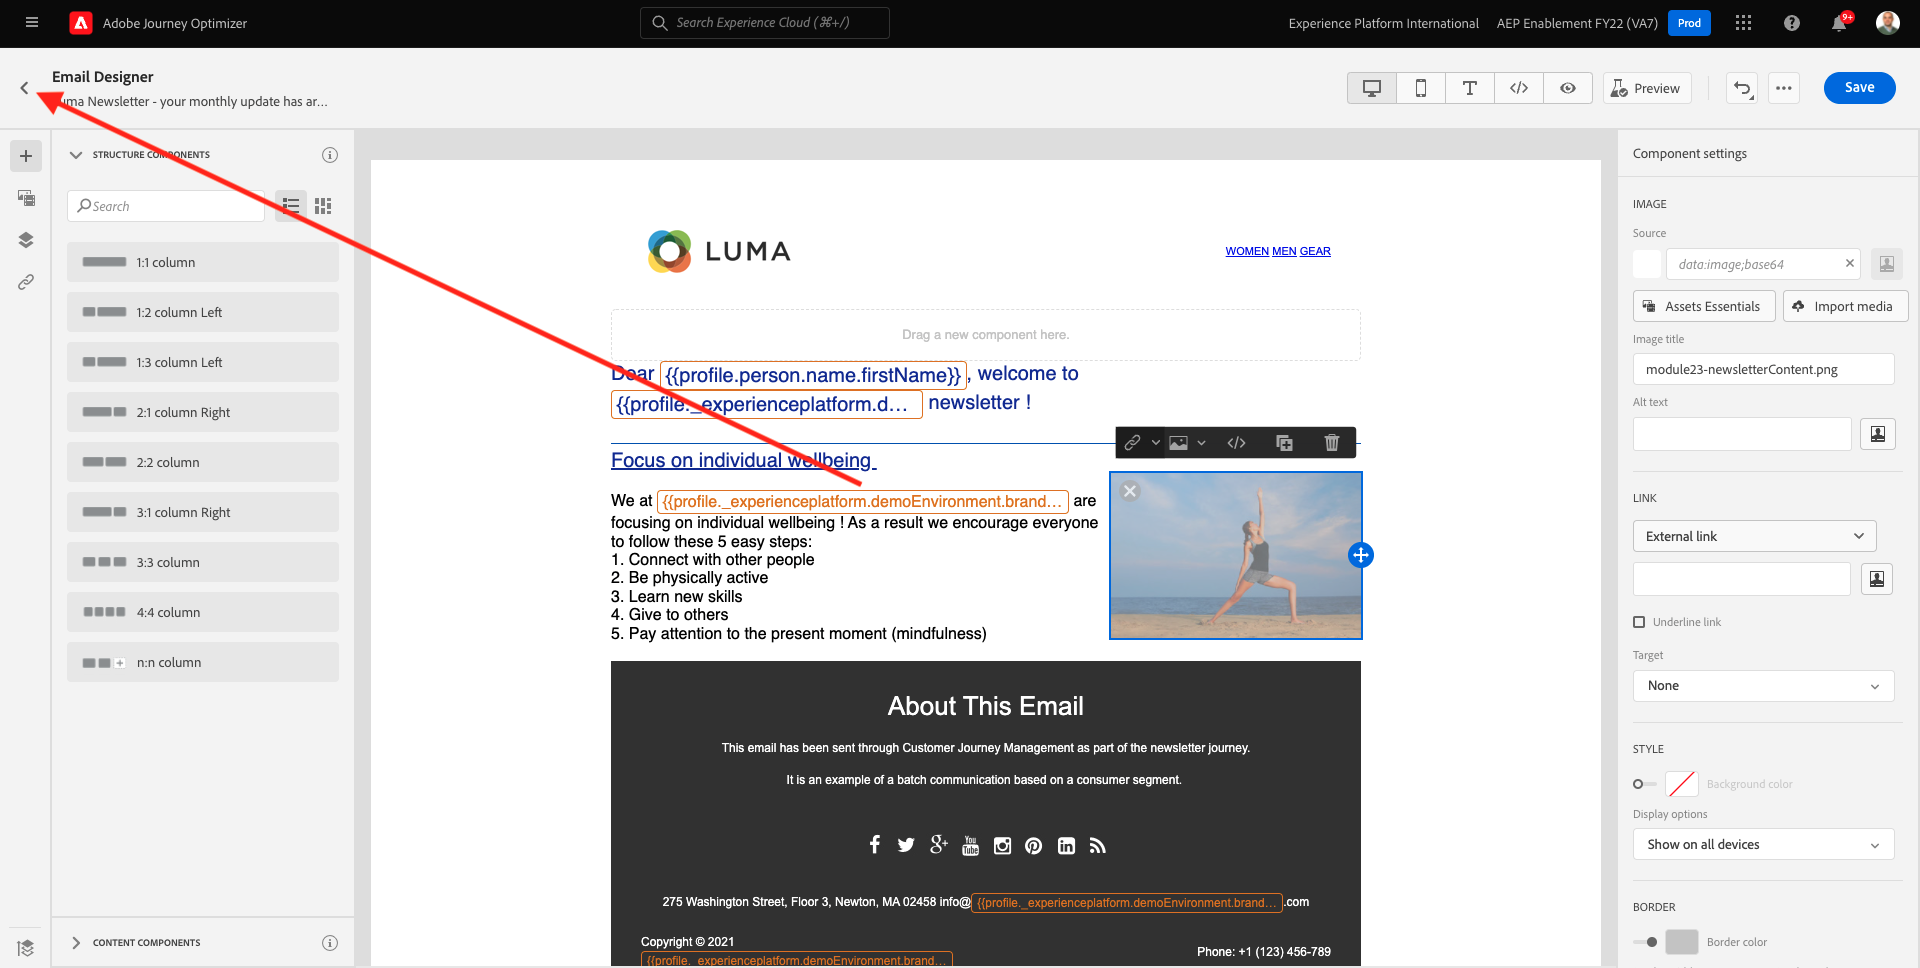 Adobe Journey Optimizer
Search Experience Cloud (⌘+/)
Experience Platform International
AEP Enablement FY22 (VA7)
Prod
9+
Email Designer
uma Newsletter - your monthly update has ar...
Preview
Save
STRUCTURE COMPONENTS
Search
1:1 column
1:2 column Left
1:3 column Left
2:1 column Right
2:2 column
3:1 column Right
3:3 column
4:4 column
n:n column
CONTENT COMPONENTS
LUMA
WOMEN MEN GEAR
Drag a new component here.
Dear {{profile.person.name.firstName}}, welcome to
{{profile._experienceplatform.d... newsletter !
Focus on individual wellbeing
We at {{profile._experienceplatform.demoEnvironment.brand... are
focusing on individual wellbeing ! As a result we encourage everyone
to follow these 5 easy steps:
1. Connect with other people
2. Be physically active
3. Learn new skills
4. Give to others
5. Pay attention to the present moment (mindfulness)
About This Email
This email has been sent through Customer Journey Management as part of the newsletter journey.
It is an example of a batch communication based on a consumer segment.
You
Tube
275 Washington Street, Floor 3, Newton, MA 02458 info@{{profile._experienceplatform.demoEnvironment.brand....com
Copyright © 2021
{{profile._experienceplatform.demoEnvironment.brand...
Phone: +1 (123) 456-789
Component settings
IMAGE
Source
data:image;base64
Assets Essentials
Import media
Image title
module23-newsletterContent.png
Alt text
LINK
External link
Underline link
Target
None
STYLE
Background color
Display options
Show on all devices
BORDER
Border color